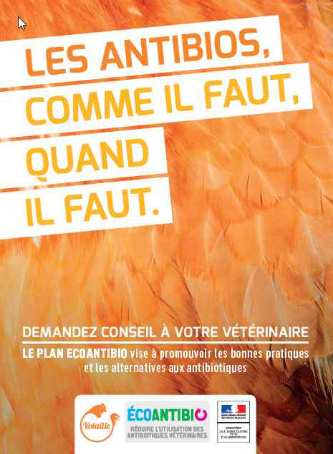 LES ANTIBIOS,
COMME IL FAUT,
QUAND
IL FAUT.
DEMANDEZ CONSEIL À VOTRE VÉTÉRINAIRE
LE PLAN ECOANTIBIO vise à promouvoir les bonnes pratiques
et les alternatives aux antibiotiques
Volaille
ÉCOANTIBIO
RÉDUIRE L'UTILISATION DES
ANTIBIOTIQUES VÉTÉRINAIRES